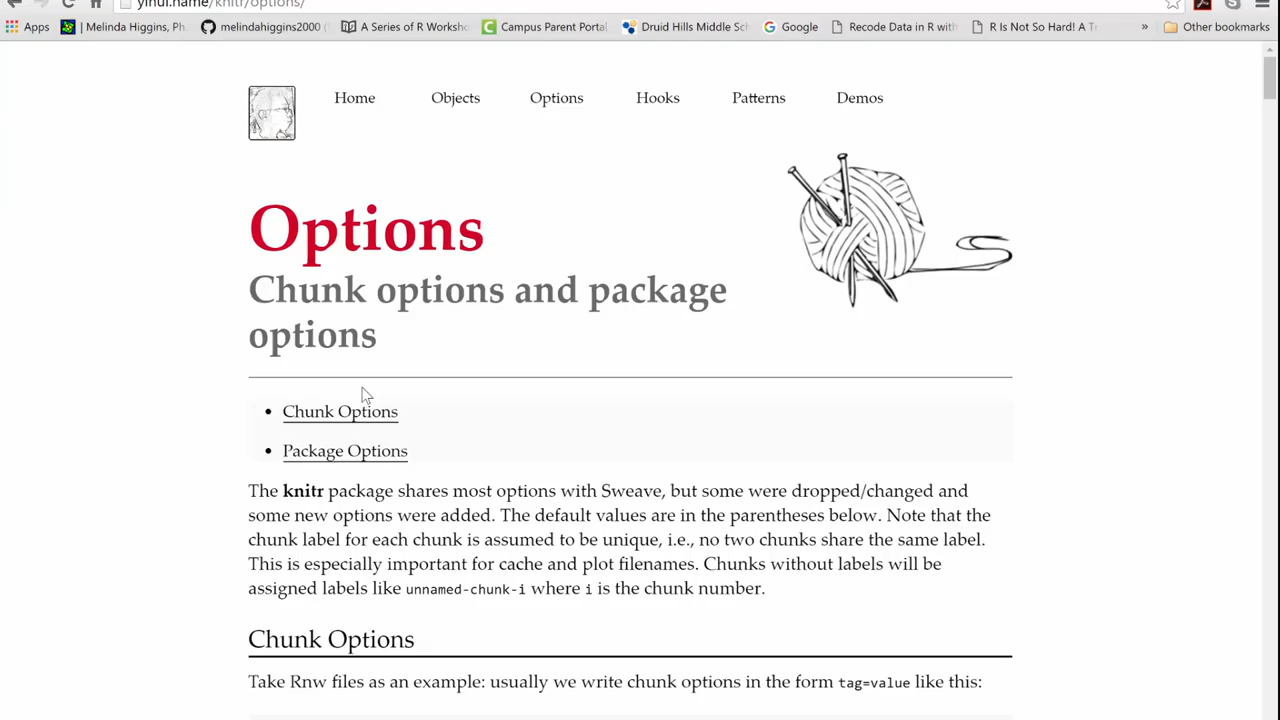 yihui.name/knitr/options/
Apps | Melinda Higgins, Ph. melindahiggins2000 ( A Series of R Worksho Campus Parent Portal Druid Hills Middle Sc Google Recode Data in R with R Is Not So Hard! A T » Other bookmarks
Home Objects Options Hooks Patterns Demos
Options
Chunk options and package
options
• Chunk Options
• Package Options
The knitr package shares most options with Sweave, but some were dropped/changed and
some new options were added. The default values are in the parentheses below. Note that the
chunk label for each chunk is assumed to be unique, i.e., no two chunks share the same label.
This is especially important for cache and plot filenames. Chunks without labels will be
assigned labels like unnamed-chunk-i where i is the chunk number.
Chunk Options
Take Rnw files as an example: usually we write chunk options in the form tag=value like this: